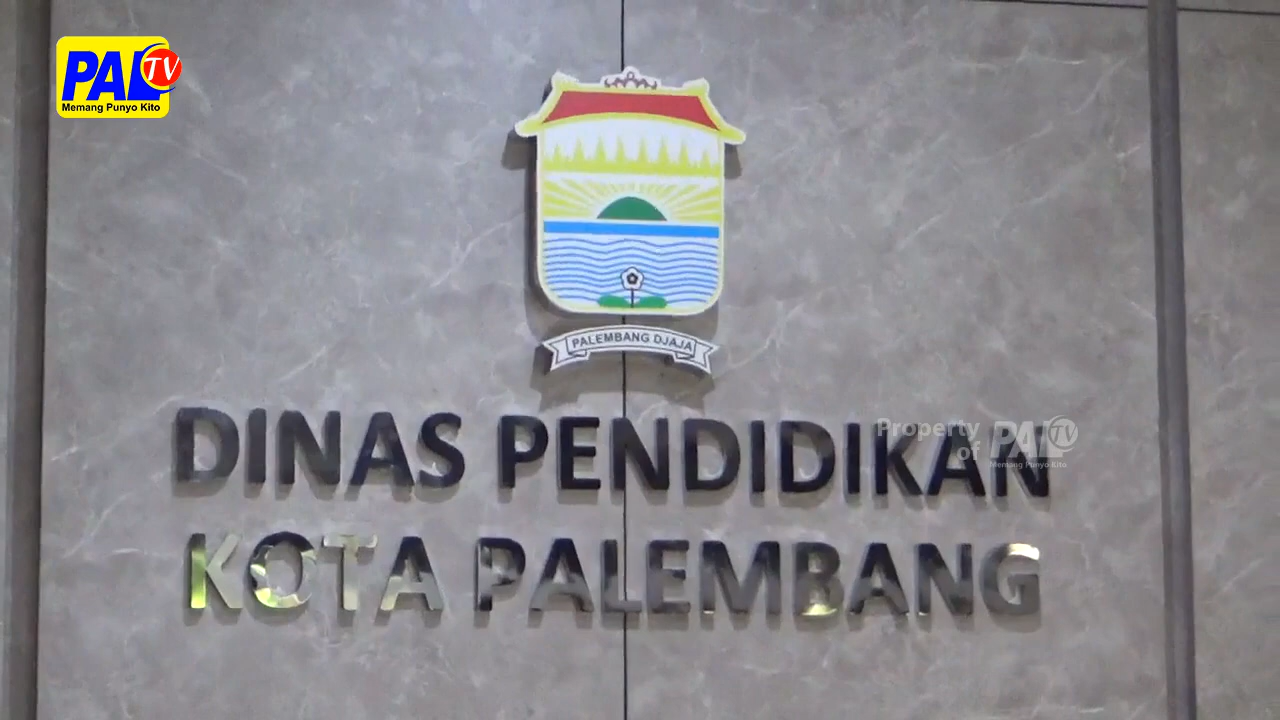 PAL TV
Memang Punyo Kito
PALEMBANG DJAJA
DINAS PENDIDIKAN
KOTA PALEMBANG
Property of PAL TV
Memang Punyo Kito